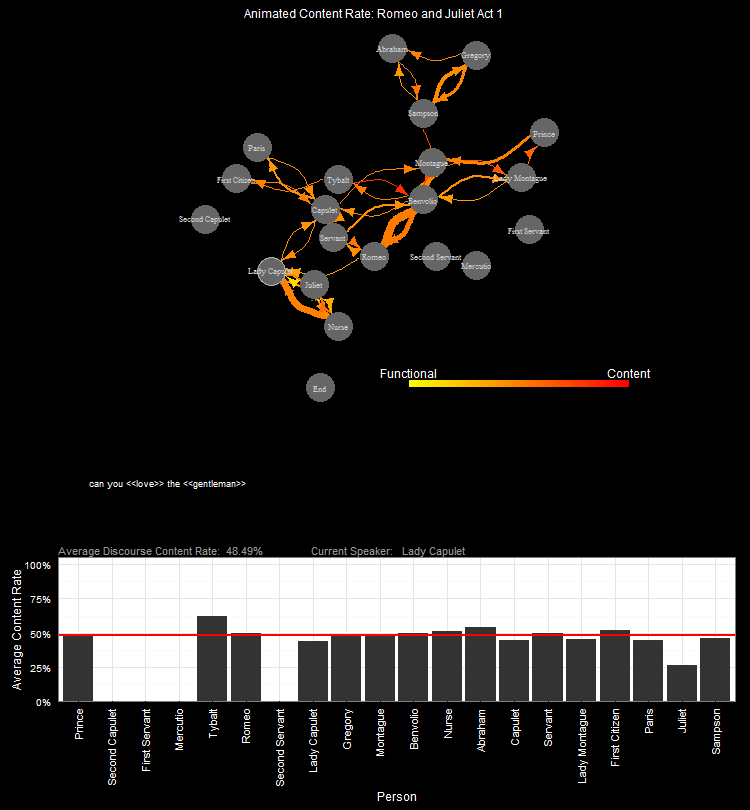 Animated Content Rate: Romeo and Juliet Act 1
Abraham
Gregory
Sampson
Prince
Paris
Montague
First Citizen
Tybalt
Lady Montague
Benvolio
Capulet
Second Capulet
Servant
First Servant
Romeo
Second Servant
Mercutio
Lady Capulet
Juliet
Nurse
Functional Content
End
can you <<love>> the <<gentleman>>
Average Discourse Content Rate: 48.49% Current Speaker: Lady Capulet
100%
75%
50%
25%
0%
Average Content Rate
Prince
Second Capulet
First Servant
Mercutio
Tybalt
Romeo
Second Servant
Lady Capulet
Gregory
Montague
Benvolio
Nurse
Abraham
Capulet
Servant
Lady Montague
First Citizen
Paris
Juliet
Sampson
Person